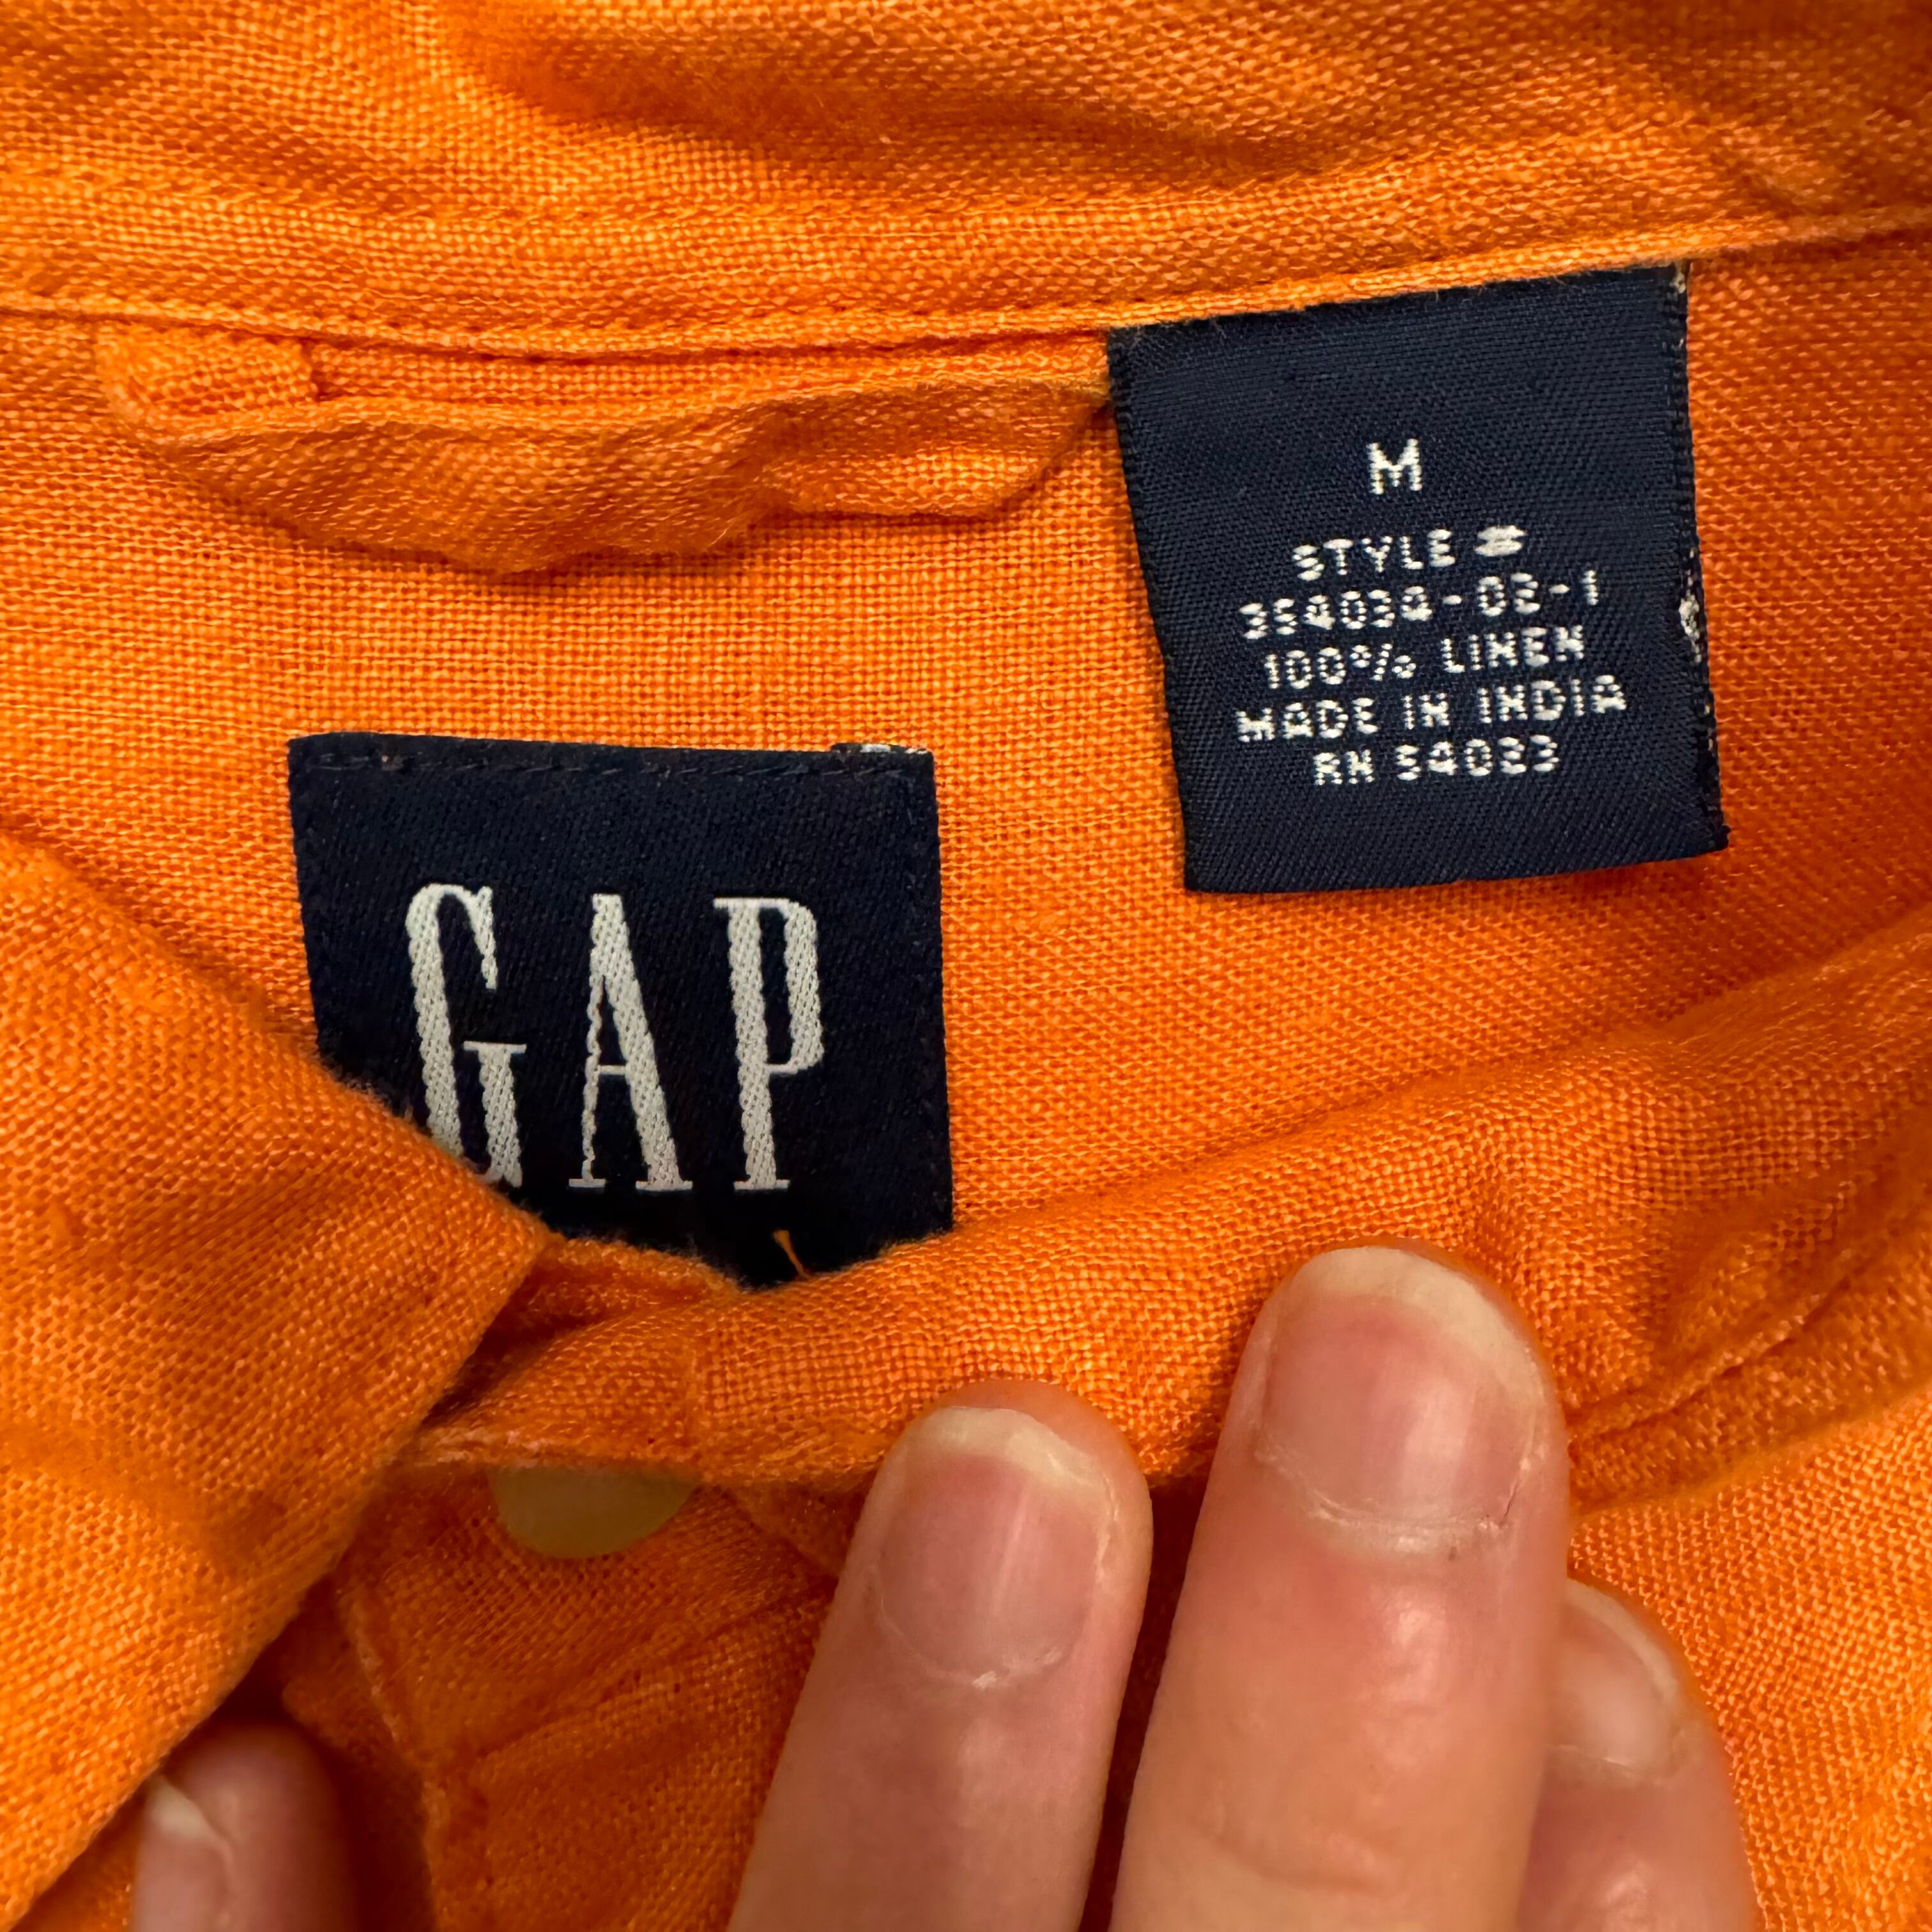 M
STYLE #
354034-02-1
100% LINEN
MADE IN INDIA
RN 54023
GAP